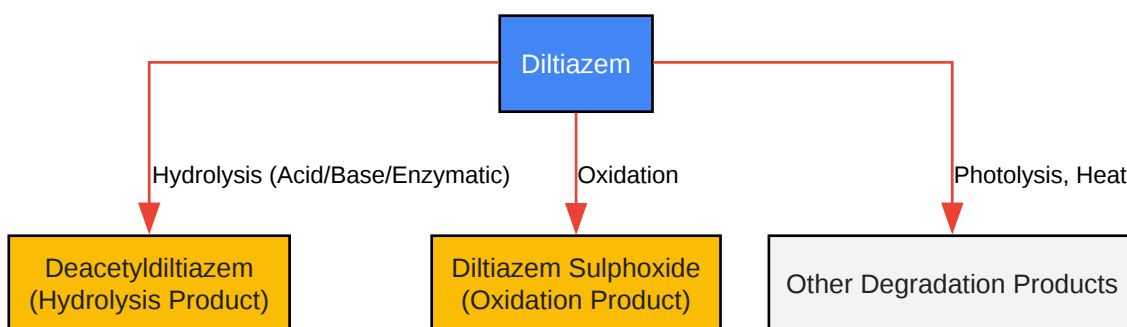 Diltiazem
Hydrolysis (Acid/Base/Enzymatic)
Oxidation
Photolysis, Heat
Deacetyldiltiazem
(Hydrolysis Product)
Diltiazem Sulphoxide
(Oxidation Product)
Other Degradation Products